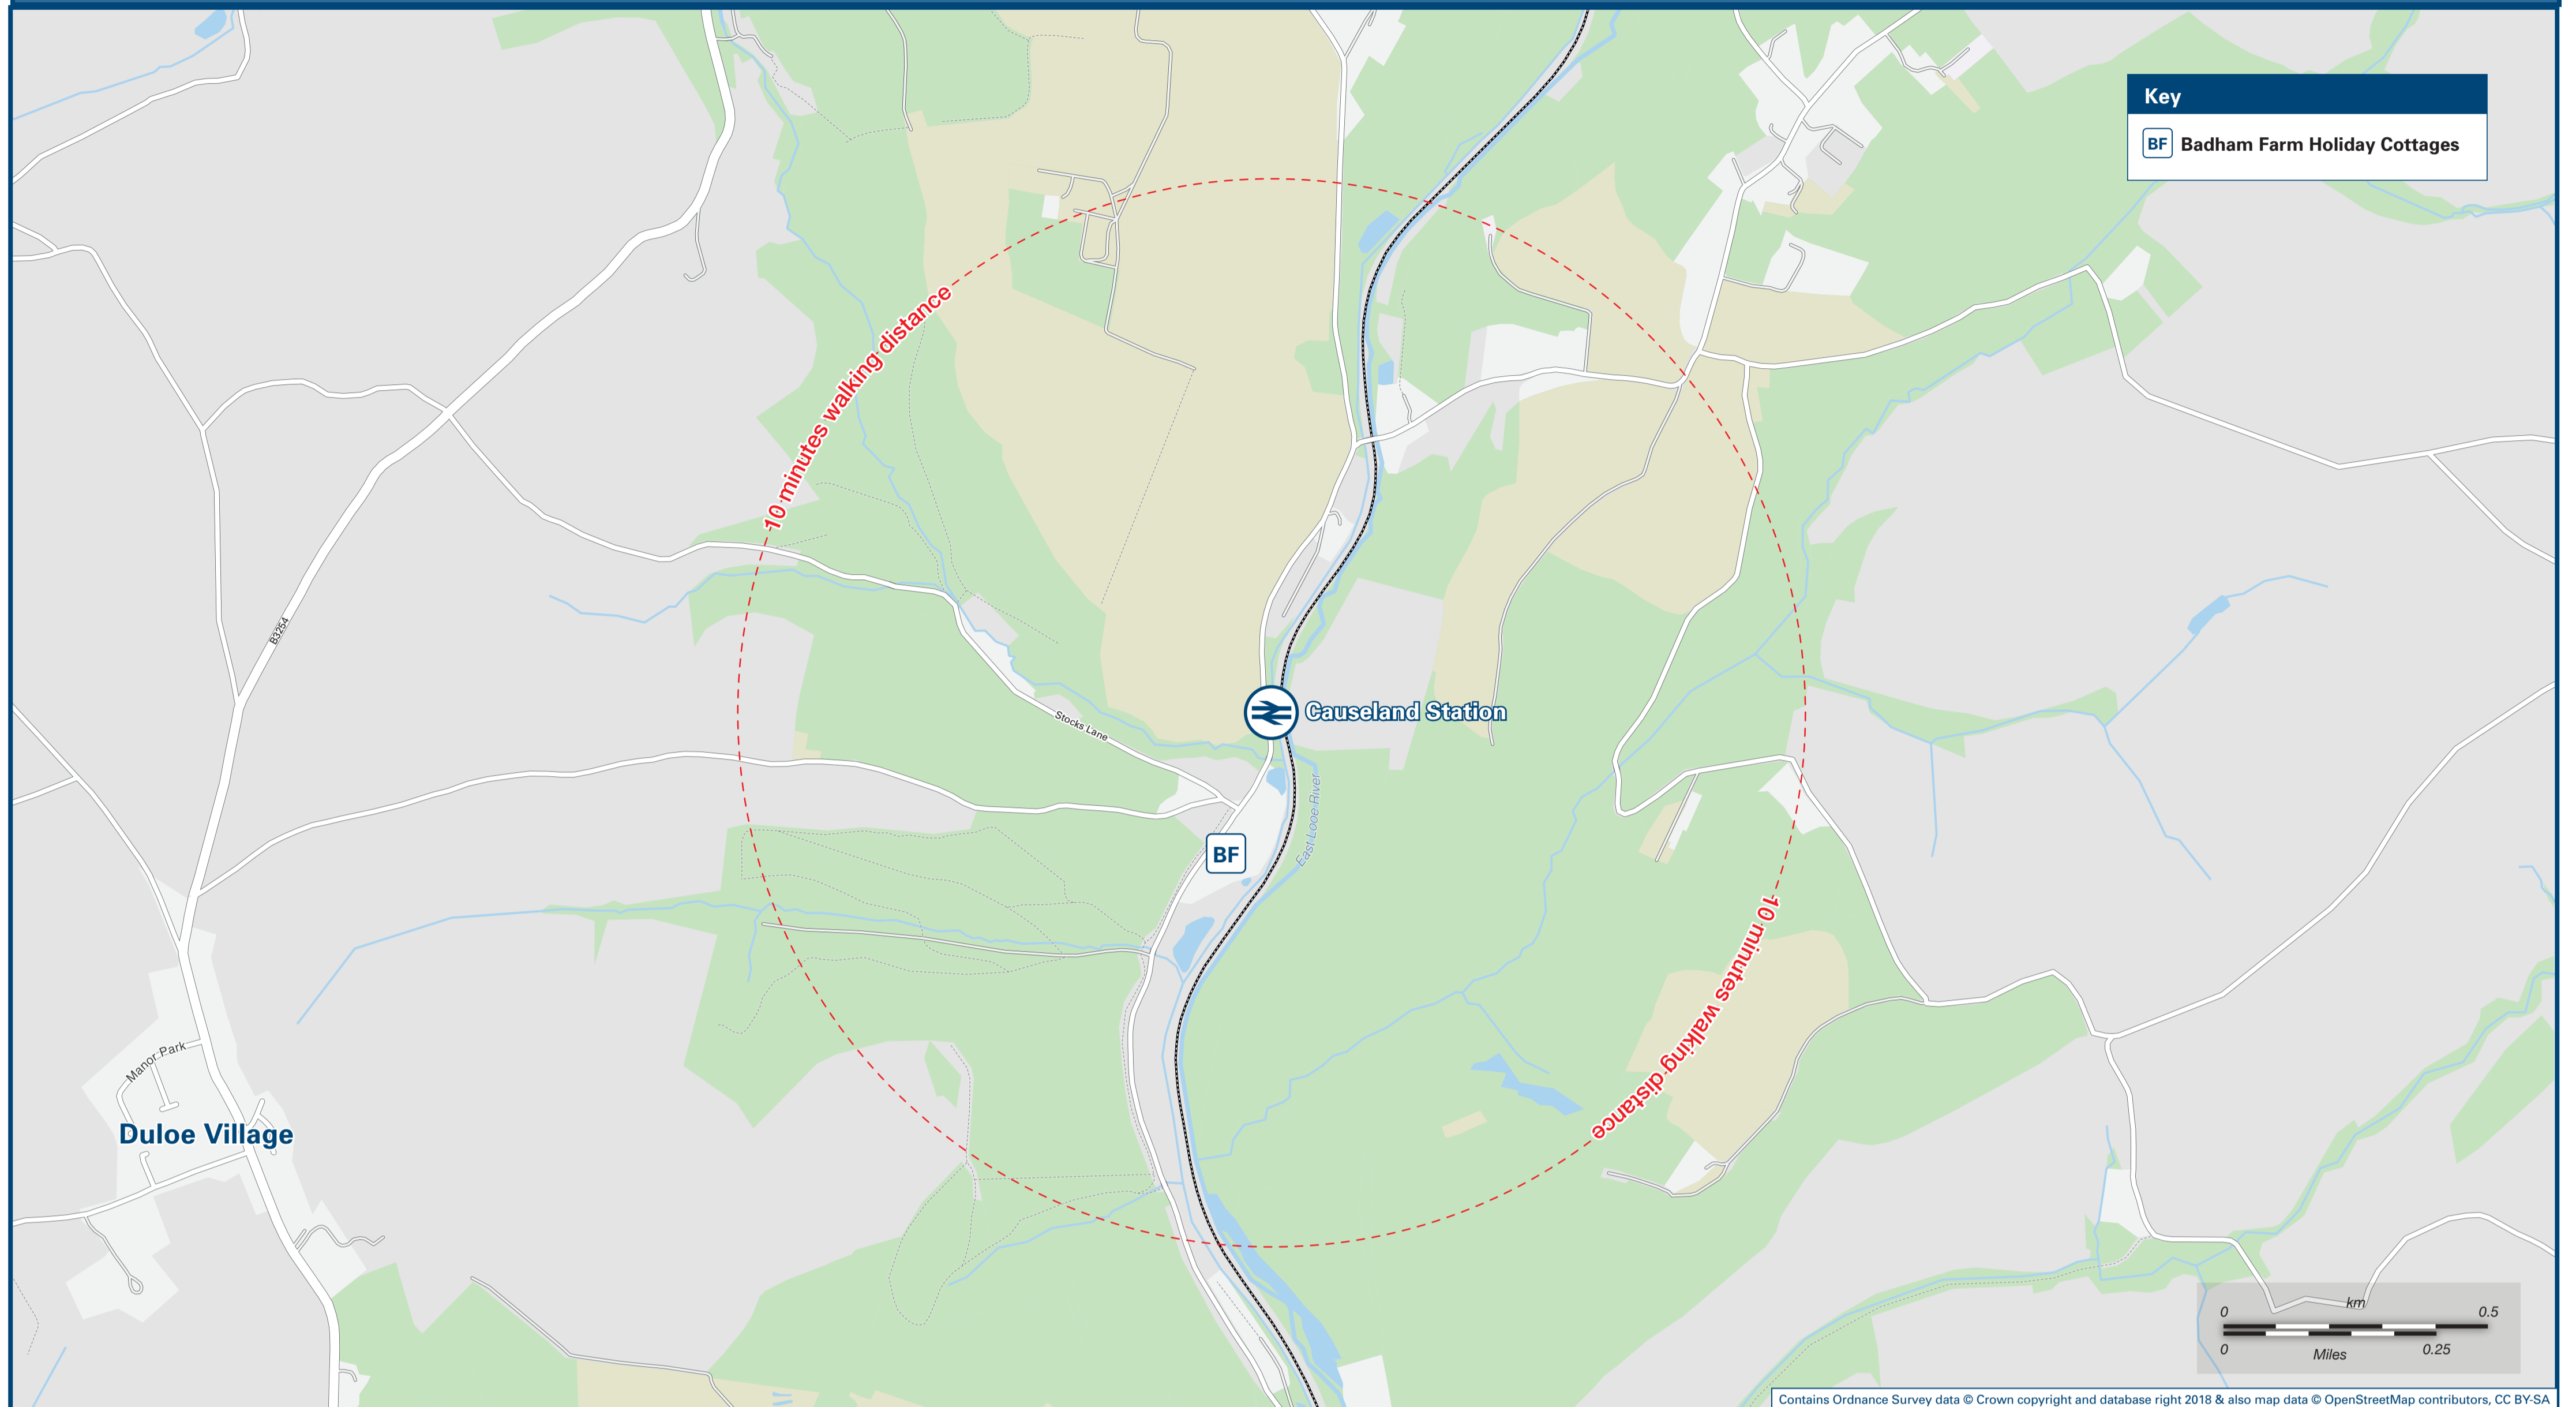 Key
BF Badham Farm Holiday Cottages
10 minutes walking distance
B3254
Stocks Lane
Causeland Station
East Looe River
BF
10 minutes walking distance
Manor Park
Duloe Village
km
0 0.5
0 0.25
Miles
Contains Ordnance Survey data © Crown copyright and database right 2018 & also map data © OpenStreetMap contributors, CC BY-SA